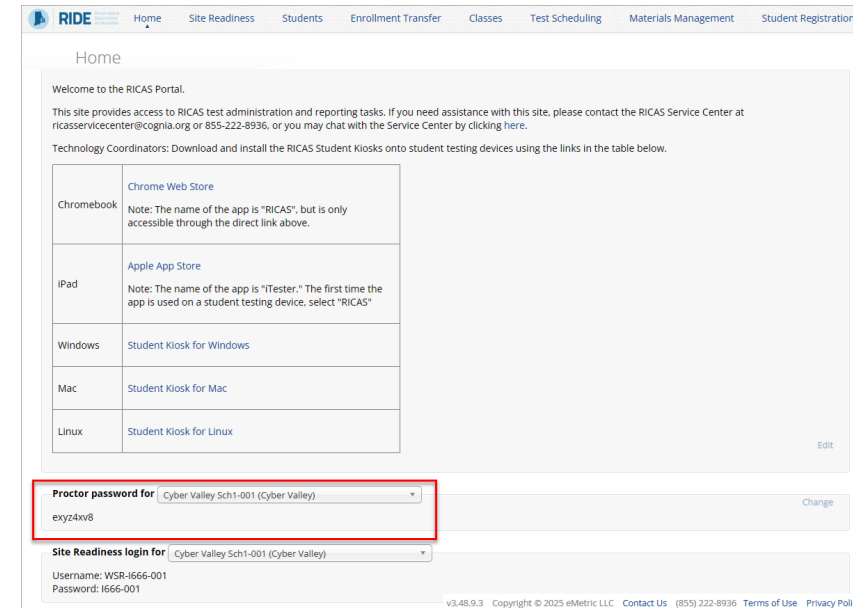 RIDE Rhode Island Department of Education
Home Site Readiness Students Enrollment Transfer Classes Test Scheduling Materials Management Student Registration
Home
Welcome to the RICAS Portal.
This site provides access to RICAS test administration and reporting tasks. If you need assistance with this site, please contact the RICAS Service Center at
ricasservicecenter@cognia.org or 855-222-8936, or you may chat with the Service Center by clicking here.
Technology Coordinators: Download and install the RICAS Student Kiosks onto student testing devices using the links in the table below.
Chromebook
Chrome Web Store
Note: The name of the app is "RICAS", but is only
accessible through the direct link above.
iPad
Apple App Store
Note: The name of the app is "iTester." The first time the
app is used on a student testing device, select "RICAS"
Windows Student Kiosk for Windows
Mac Student Kiosk for Mac
Linux Student Kiosk for Linux
Edit
Proctor password for Cyber Valley Sch1-001 (Cyber Valley)
Change
exyz4xv8
Site Readiness login for Cyber Valley Sch1-001 (Cyber Valley)
Username: WSR-I666-001
Password: I666-001
v3.48.9.3 Copyright © 2025 eMetric LLC Contact Us (855) 222-8936 Terms of Use Privacy Poli